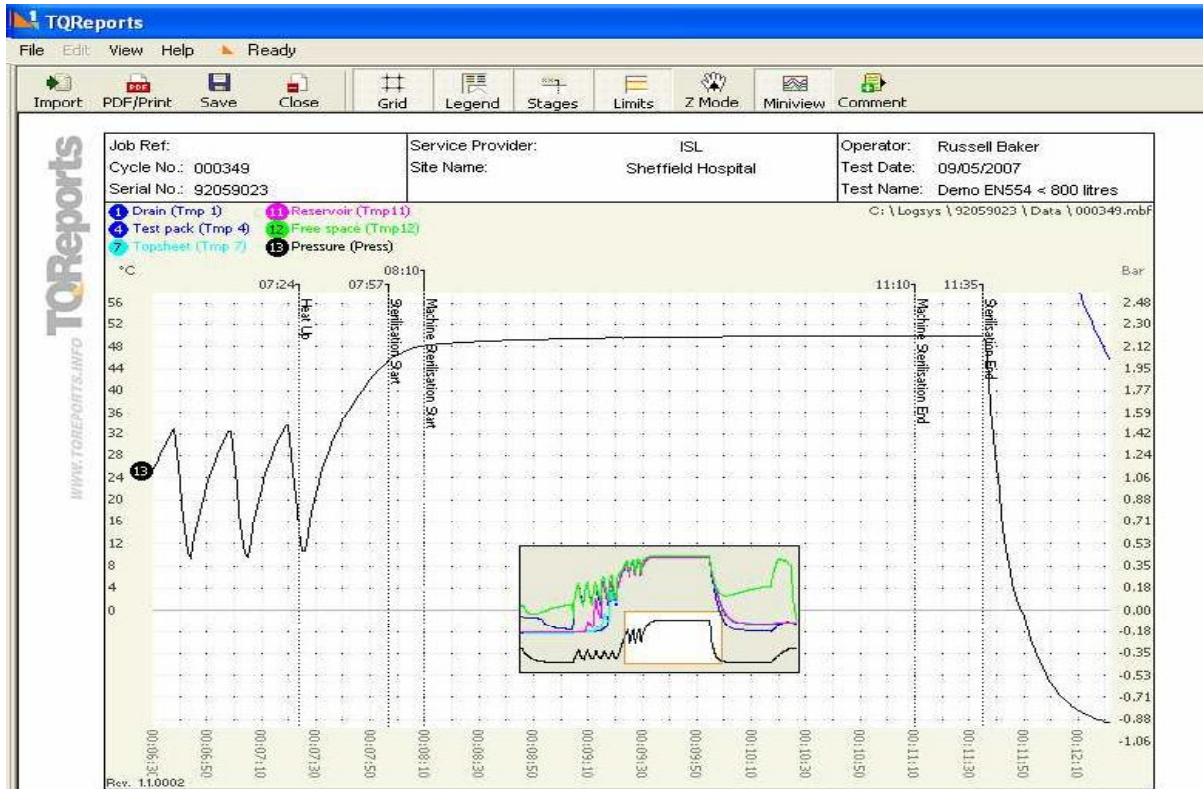 TQReports
File Edit View Help Ready
Import PDF/Print Save Close Grid Legend Stages Limits Z Mode Miniview Comment
TQReports
WWW.TQREPORTS.INFO
Job Ref:
Cycle No.: 000349
Serial No.: 92059023
Service Provider: ISL
Site Name: Sheffield Hospital
Operator: Russell Baker
Test Date: 09/05/2007
Test Name: Demo EN554 < 800 litres
1 Drain (Tmp 1)
4 Test pack (Tmp 4)
7 Topsheet (Tmp 7)
11 Reservoir (Tmp11)
12 Free space (Tmp12)
13 Pressure (Press)
C: \ Logsys \ 92059023 \ Data \ 000349.mbf
°C
Bar
07:24
07:57
08:10
11:10
11:35
Heat Up
Sterilisation Start
Machine Sterilisation Start
Machine Sterilisation End
Sterilisation End
56
52
48
44
40
36
32
28
24
20
16
12
8
4
0
13
2.48
2.30
2.12
1.95
1.77
1.59
1.42
1.24
1.06
0.88
0.71
0.53
0.35
0.18
0.00
-0.18
-0.35
-0.53
-0.71
-0.88
-1.06
00:06:30
00:06:50
00:07:10
00:07:30
00:07:50
00:08:10
00:08:30
00:08:50
00:09:10
00:09:30
00:09:50
00:10:10
00:10:30
00:10:50
00:11:10
00:11:30
00:11:50
00:12:10
Rev. 1.1.0002